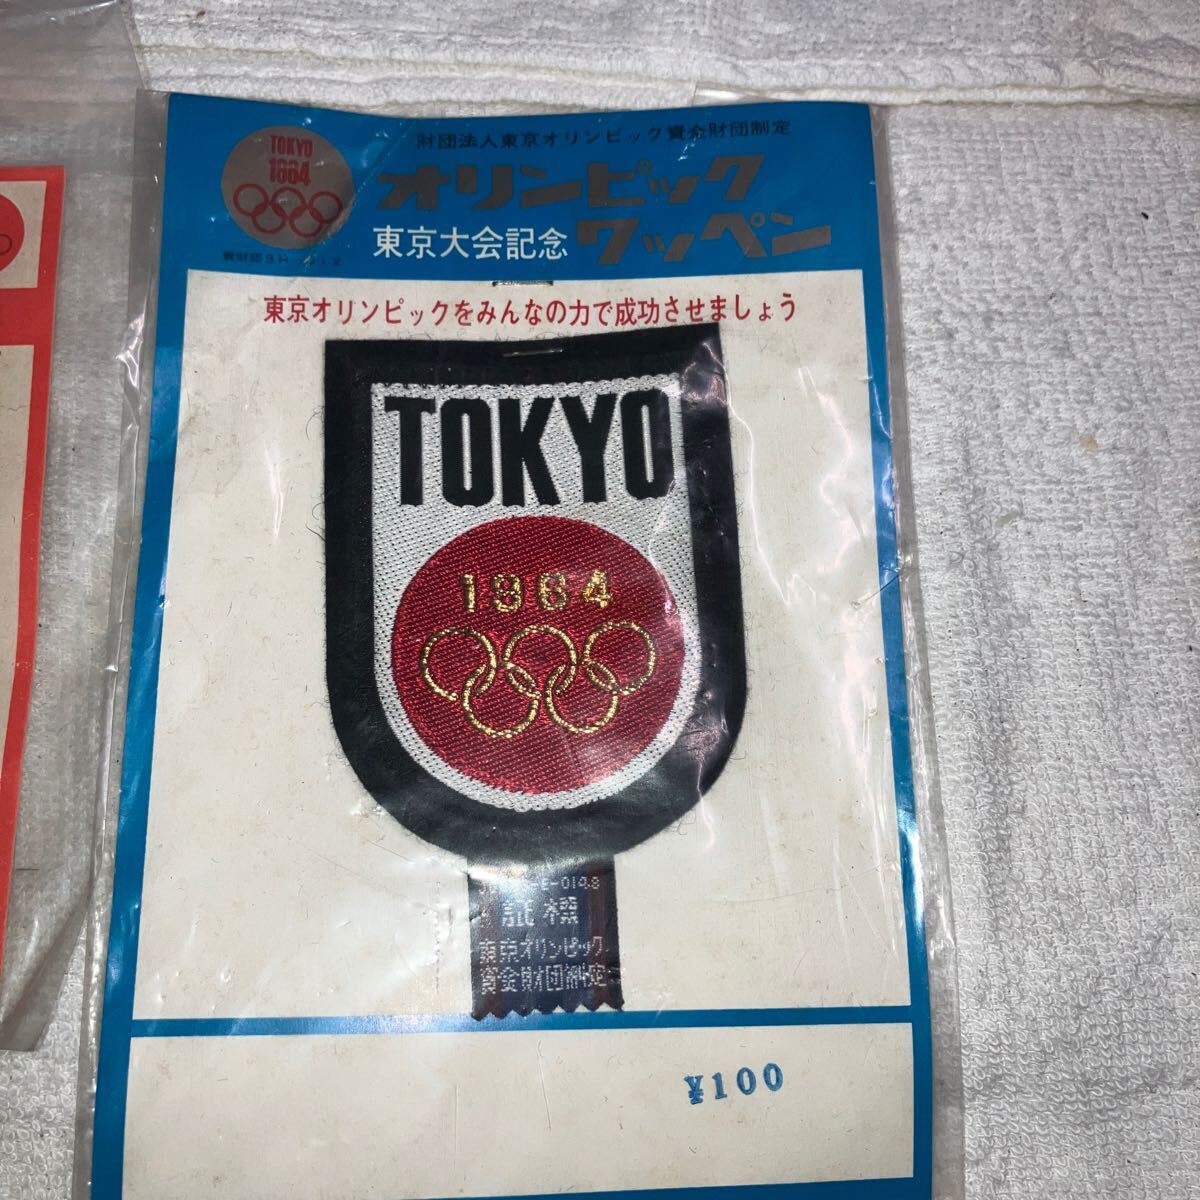 財団法人東京オリンピック資金財団制定
TOKYO
1964
オリンピック
東京大会記念 ワッペン
東京オリンピックをみんなの力で成功させましょう
TOKYO
1964
証標
東京オリンピック
資金財団制定
¥100